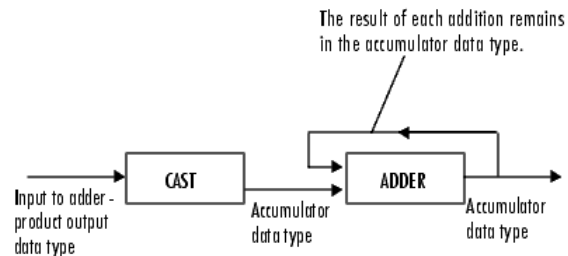 The result of each addition remains
in the accumulator data type.
CAST
ADDER
Input to adder -
product output
data type
Accumulator
data type
Accumulator
data type